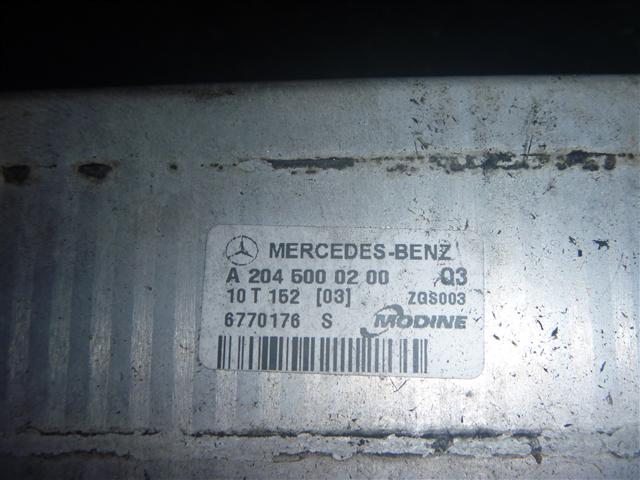 MERCEDES-BENZ
A 204 500 02 00 Q3
10 T 152 [03] ZGS003
6770176 S MODINE